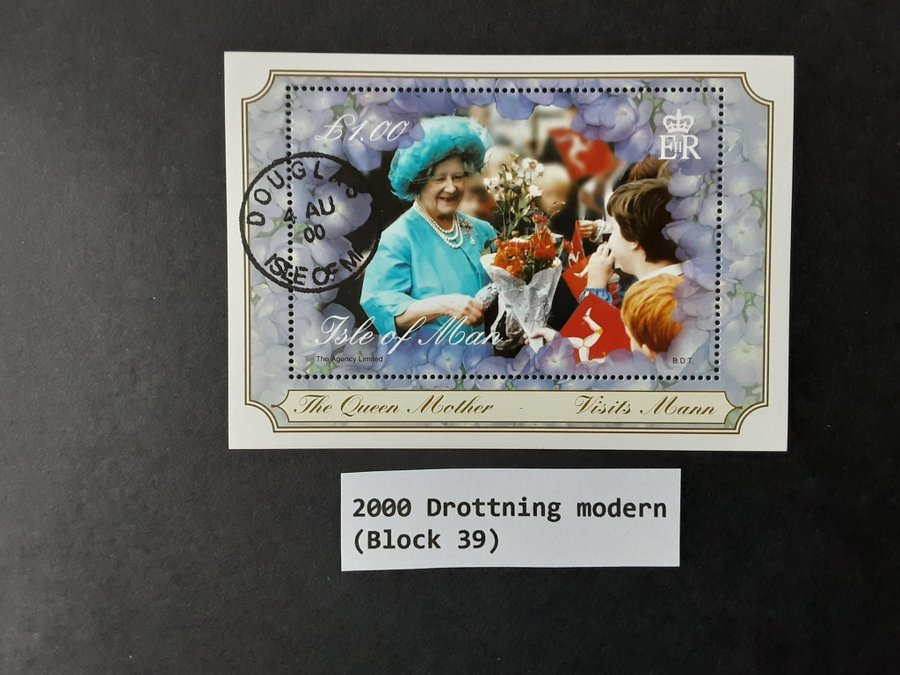 £1.00
EIIR
DOUGLAS
4 AU
00
ISLE OF M
Isle of Man
The Agency Limited
B.D.T.
The Queen Mother - Visits Mann
2000 Drottning modern
(Block 39)